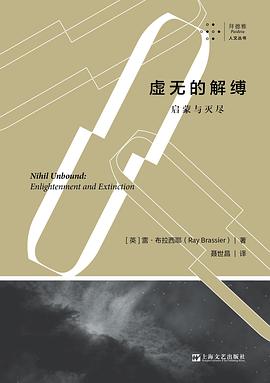 拜德雅
Paideia
人文丛书
虚无的解缚
启蒙与灭尽
Nihil Unbound:
Enlightenment and Extinction
[英] 雷·布拉西耶（Ray Brassier）| 著
聂世昌 | 译
上海文艺出版社